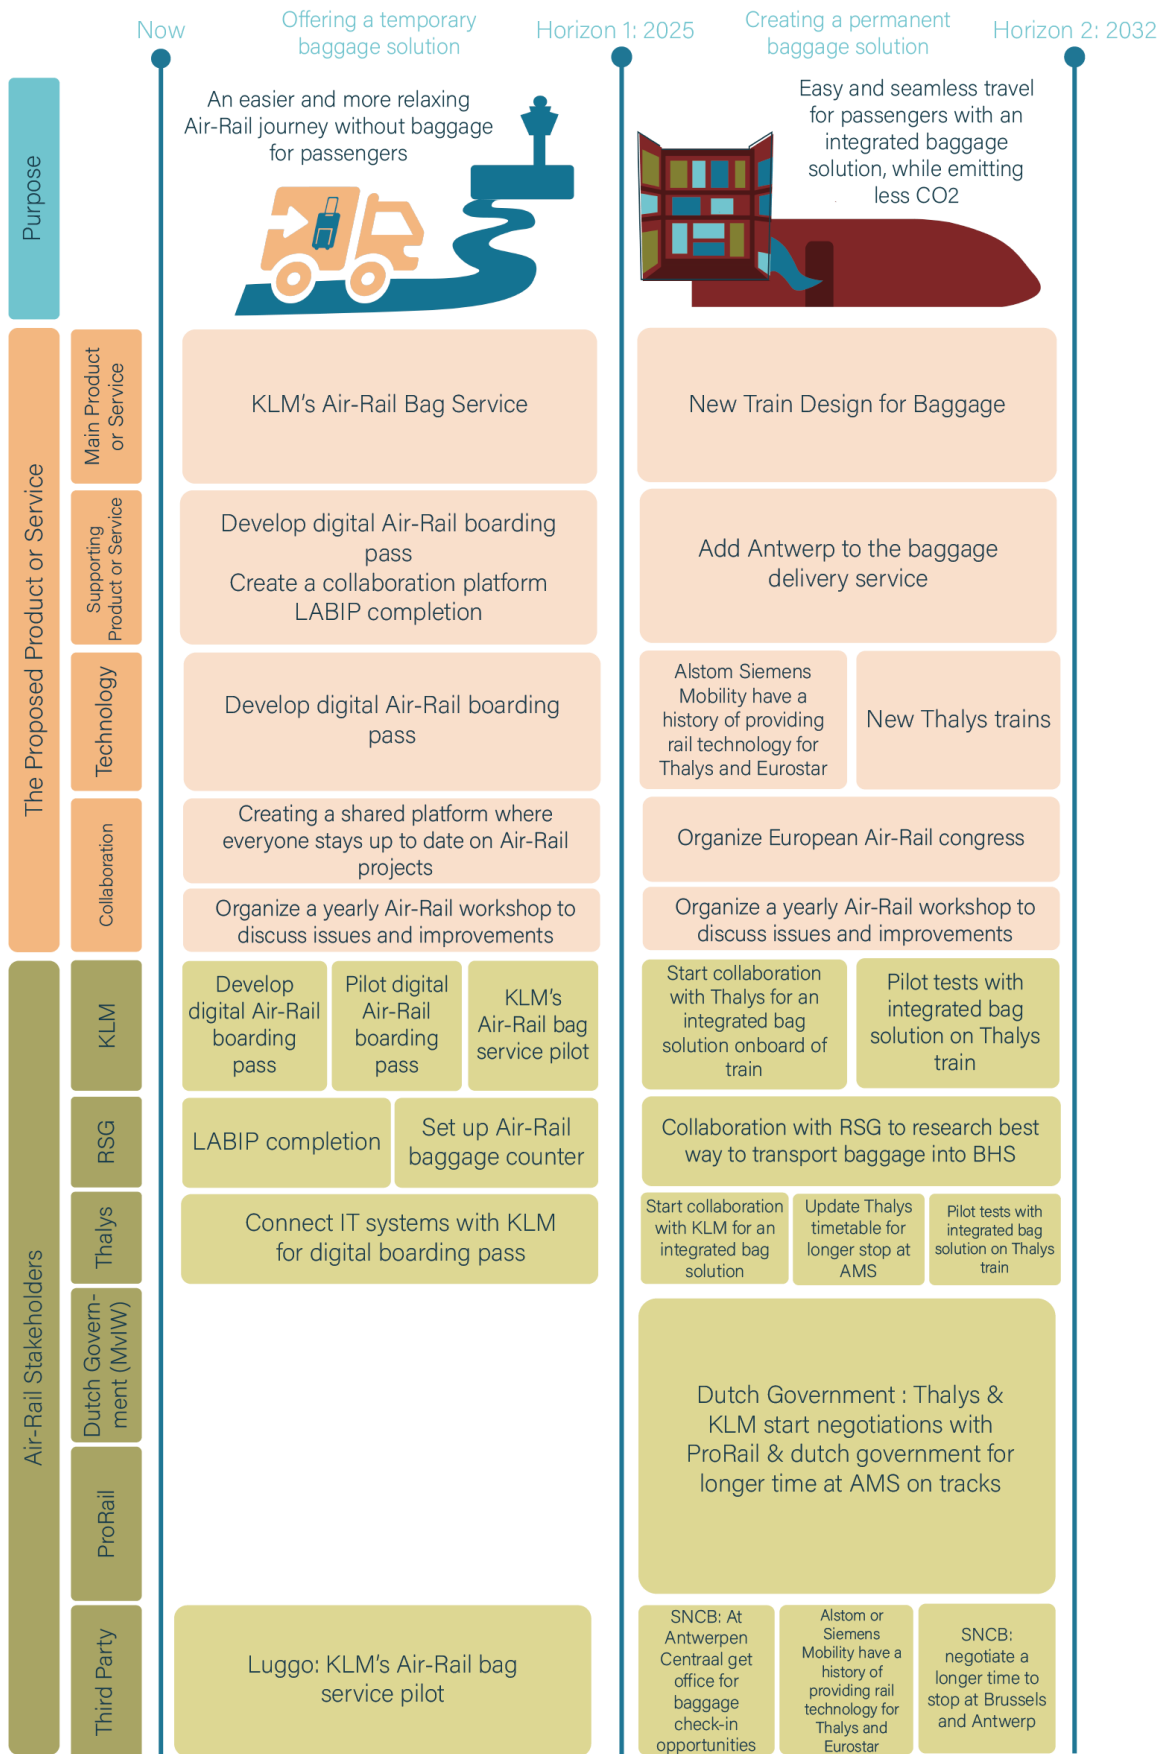 Now
Offering a temporary
baggage solution
Horizon 1: 2025
Creating a permanent
baggage solution
Horizon 2: 2032
Purpose
An easier and more relaxing
Air-Rail journey without baggage
for passengers
Easy and seamless travel
for passengers with an
integrated baggage
solution, while emitting
less CO2
The Proposed Product or Service
Main Product
or Service
KLM's Air-Rail Bag Service
New Train Design for Baggage
Supporting
Product or Service
Develop digital Air-Rail boarding
pass
Create a collaboration platform
LABIP completion
Add Antwerp to the baggage
delivery service
Technology
Develop digital Air-Rail boarding
pass
Alstom Siemens
Mobility have a
history of providing
rail technology for
Thalys and Eurostar
New Thalys trains
Collaboration
Creating a shared platform where
everyone stays up to date on Air-Rail
projects
Organize European Air-Rail congress
Organize a yearly Air-Rail workshop to
discuss issues and improvements
Organize a yearly Air-Rail workshop to
discuss issues and improvements
Air-Rail Stakeholders
KLM
Develop
digital Air-Rail
boarding
pass
Pilot digital
Air-Rail
boarding
pass
KLM's
Air-Rail bag
service pilot
Start collaboration
with Thalys for an
integrated bag
solution onboard of
train
Pilot tests with
integrated bag
solution on Thalys
train
RSG
LABIP completion
Set up Air-Rail
baggage counter
Collaboration with RSG to research best
way to transport baggage into BHS
Thalys
Connect IT systems with KLM
for digital boarding pass
Start collaboration
with KLM for an
integrated bag
solution
Update Thalys
timetable for
longer stop at
AMS
Pilot tests with
integrated bag
solution on Thalys
train
Dutch Govern-
ment (MvIW)
ProRail
Dutch Government : Thalys &
KLM start negotiations with
ProRail & dutch government for
longer time at AMS on tracks
Third Party
Luggo: KLM's Air-Rail bag
service pilot
SNCB: At
Antwerpen
Centraal get
office for
baggage
check-in
opportunities
Alstom or
Siemens
Mobility have a
history of
providing rail
technology for
Thalys and
Eurostar
SNCB:
negotiate a
longer time to
stop at Brussels
and Antwerp